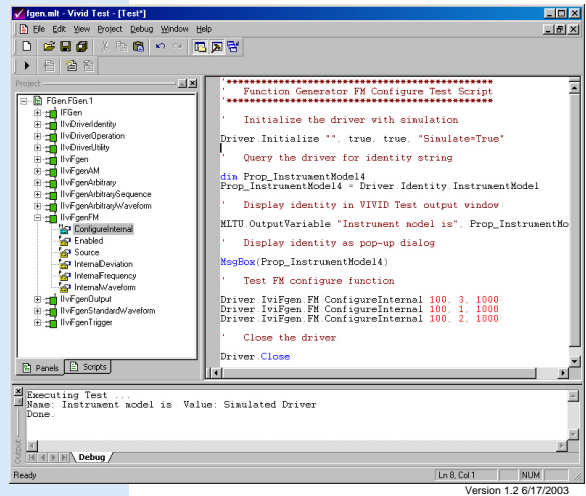 fgen.mlt - Vivid Test - [Test*]
File Edit View Project Debug Window Help
Project
FGen.FGen.1
IFGen
IIviDriverIdentity
IIviDriverOperation
IIviDriverUtility
IIviFgen
IIviFgenAM
IIviFgenArbitrary
IIviFgenArbitrarySequence
IIviFgenArbitraryWaveform
IIviFgenFM
ConfigureInternal
Enabled
Source
InternalDeviation
InternalFrequency
InternalWaveform
IIviFgenOutput
IIviFgenStandardWaveform
IIviFgenTrigger
Panels Scripts
'*********************************************
' Function Generator FM Configure Test Script
'*********************************************
' Initialize the driver with simulation
Driver.Initialize "", true, true, "Simulate=True"
' Query the driver for identity string
dim Prop_InstrumentModel4
Prop_InstrumentModel4 = Driver.Identity.InstrumentModel
' Display identity in VIVID Test output window
MLTU.OutputVariable "Instrument model is", Prop_InstrumentMo
' Display identity as pop-up dialog
MsgBox(Prop_InstrumentModel4)
' Test FM configure function
Driver.IviFgen.FM.ConfigureInternal 100, 3, 1000
Driver.IviFgen.FM.ConfigureInternal 100, 1, 1000
Driver.IviFgen.FM.ConfigureInternal 100, 2, 1000
' Close the driver
Driver.Close
Executing Test ...
Name: Instrument model is Value: Simulated Driver
Done.
Output
Debug
Ready
Ln 8, Col 1
NUM
Version 1.2 6/17/2003